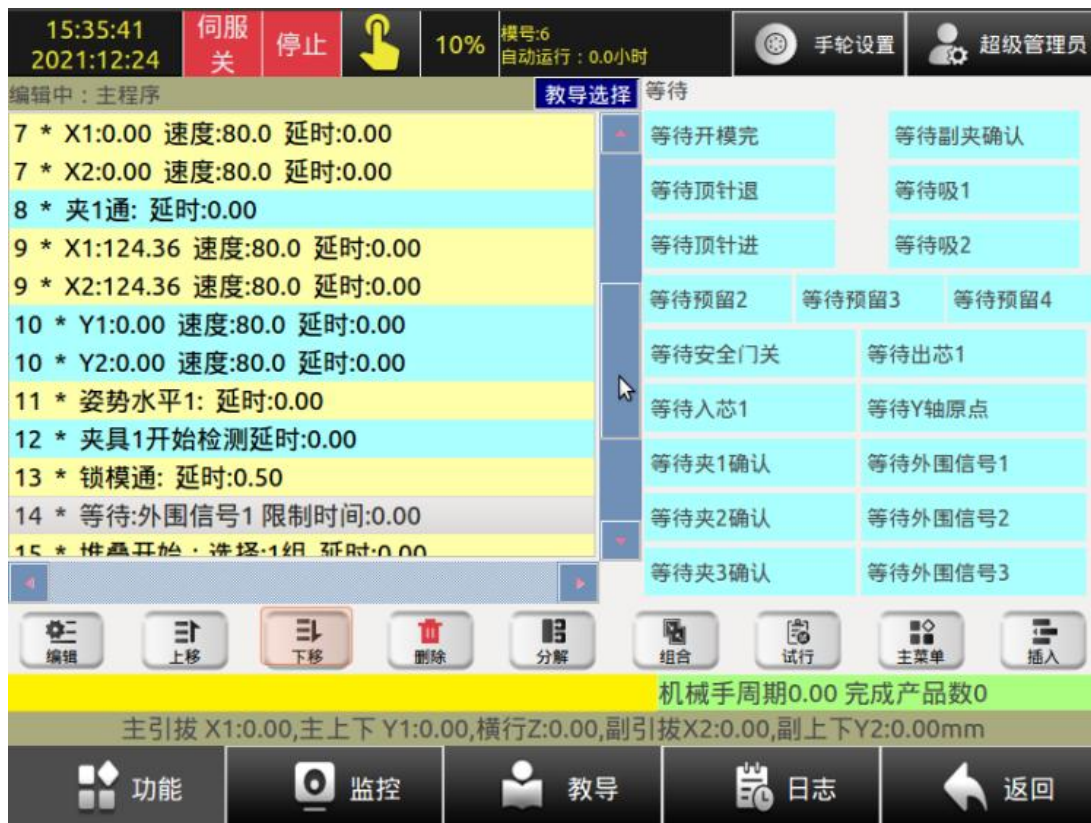 15:35:41
2021:12:24
伺服
关
停止
10%
模号:6
自动运行：0.0小时
手轮设置
超级管理员
编辑中：主程序
教导选择
等待
7 * X1:0.00 速度:80.0 延时:0.00
7 * X2:0.00 速度:80.0 延时:0.00
8 * 夹1通: 延时:0.00
9 * X1:124.36 速度:80.0 延时:0.00
9 * X2:124.36 速度:80.0 延时:0.00
10 * Y1:0.00 速度:80.0 延时:0.00
10 * Y2:0.00 速度:80.0 延时:0.00
11 * 姿势水平1: 延时:0.00
12 * 夹具1开始检测延时:0.00
13 * 锁模通: 延时:0.50
14 * 等待:外围信号1 限制时间:0.00
15 * 堆叠开始：选择:1组 延时:0.00
等待开模完 等待副夹确认
等待顶针退 等待吸1
等待顶针进 等待吸2
等待预留2 等待预留3 等待预留4
等待安全门关 等待出芯1
等待入芯1 等待Y轴原点
等待夹1确认 等待外围信号1
等待夹2确认 等待外围信号2
等待夹3确认 等待外围信号3
编辑 上移 下移 删除 分解 组合 试行 主菜单 插入
机械手周期0.00 完成产品数0
主引拔 X1:0.00,主上下 Y1:0.00,横行Z:0.00,副引拔X2:0.00,副上下Y2:0.00mm
功能 监控 教导 日志 返回